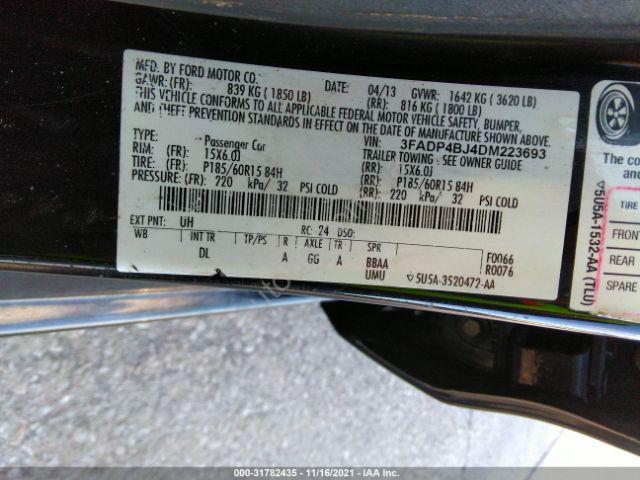 MFD. BY FORD MOTOR CO.
DATE: 04/13 GVWR: 1642 KG ( 3620 LB)
GAWR: (FR): 839 KG ( 1850 LB) (RR): 816 KG ( 1800 LB)
THIS VEHICLE CONFORMS TO ALL APPLICABLE FEDERAL MOTOR VEHICLE SAFETY, BUMPER,
AND THEFT PREVENTION STANDARDS IN EFFECT ON THE DATE OF MANUFACTURE SHOWN ABOVE.
VIN: 3FADP4BJ4DM223693
TYPE: Passenger Car TRAILER TOWING - SEE OWNER GUIDE
RIM: (FR): 15X6.0J (RR): 15X6.0J
TIRE: (FR): P185/60R15 84H (RR): P185/60R15 84H
PRESSURE: (FR): 220 kPa/ 32 PSI COLD (RR): 220 kPa/ 32 PSI COLD
EXT PNT: UH RC: 24 DSO:
WB INT TR TP/PS R AXLE TR SPR F0066
DL A GG A BBAA R0076
UMU ▽5U5A-3520472-AA
The co
▽5U5A-1532-AA (TLU)
TIRE
FRONT
REAR
SPARE
000-31782435 - 11/16/2021 - IAA Inc.